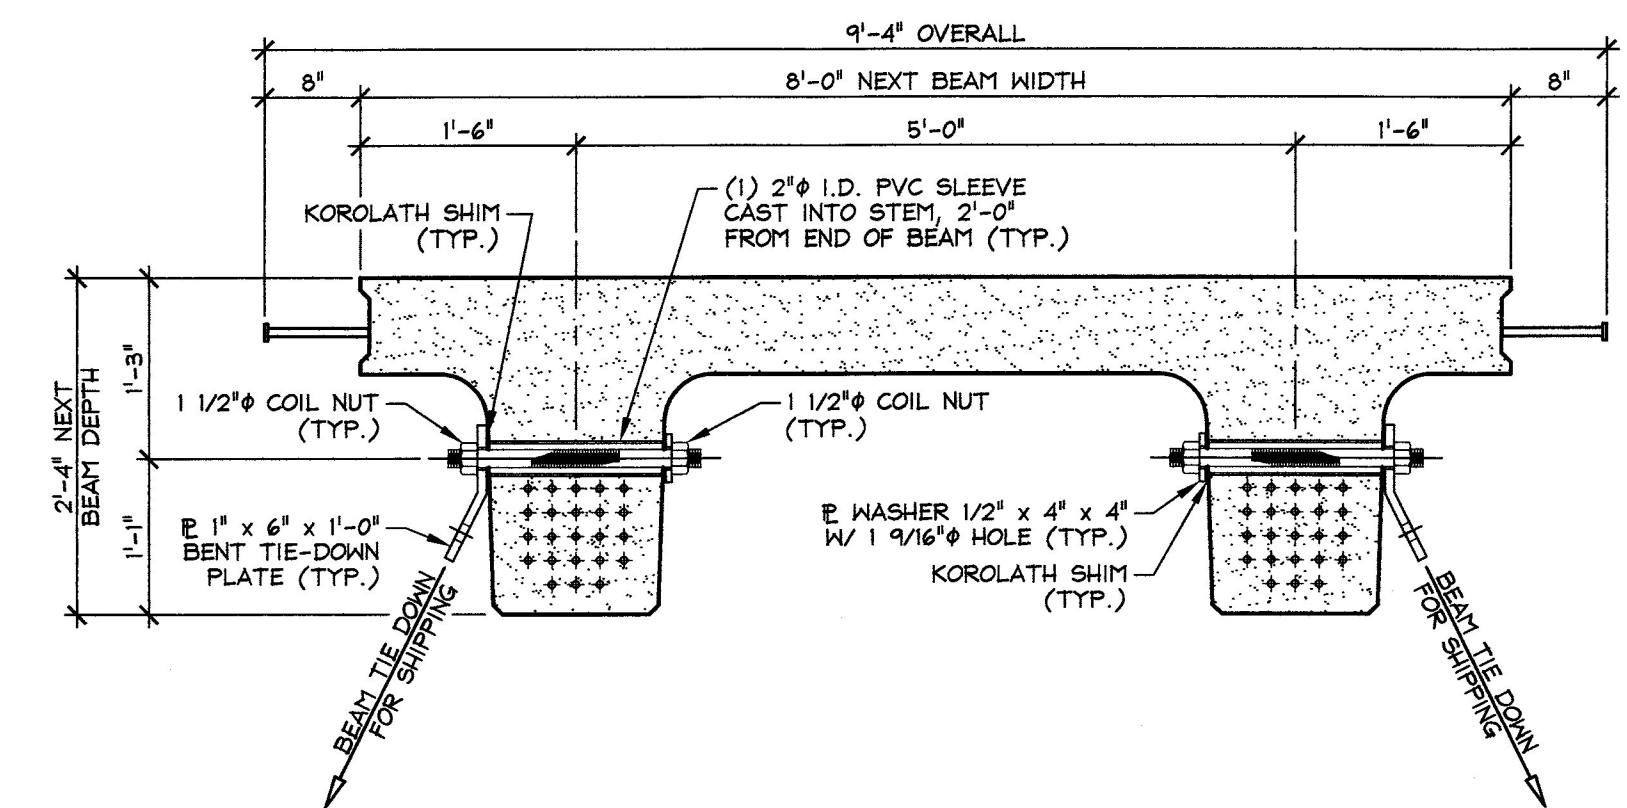 9'-4" OVERALL
8"
8'-0" NEXT BEAM WIDTH
8"
1'-6"
5'-0"
1'-6"
KOROLATH SHIM
(TYP.)
(1) 2"ϕ I.D. PVC SLEEVE
CAST INTO STEM, 2'-0"
FROM END OF BEAM (TYP.)
2'-4" NEXT
BEAM DEPTH
1'-3"
1'-1"
1 1/2"ϕ COIL NUT
(TYP.)
1 1/2"ϕ COIL NUT
(TYP.)
℄ 1" x 6" x 1'-0"
BENT TIE-DOWN
PLATE (TYP.)
℄ WASHER 1/2" x 4" x 4"
W/ 1 9/16"ϕ HOLE (TYP.)
KOROLATH SHIM
(TYP.)
BEAM TIE DOWN
FOR SHIPPING
BEAM TIE DOWN
FOR SHIPPING